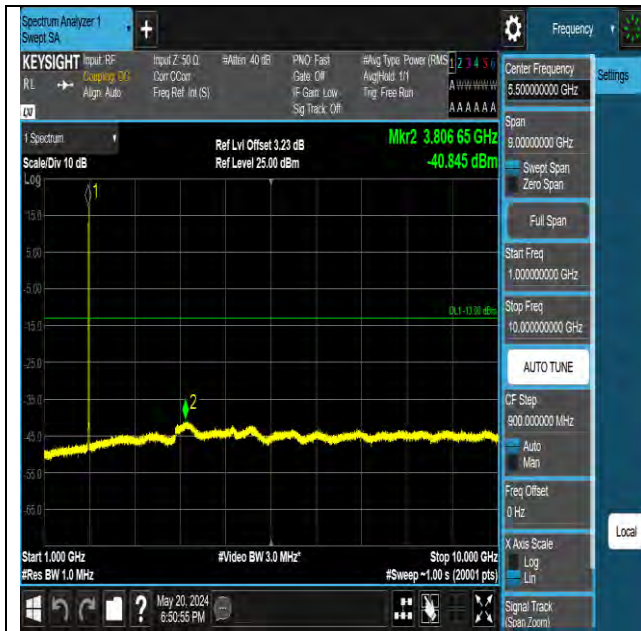 Spectrum Analyzer 1
Swept SA
+
Frequency
KEYSIGHT
RL
Input: RF
Coupling: DC
Align: Auto
Input Z: 50 Ω
Corr CCorr
Freq Ref: Int (S)
#Atten: 40 dB
PNO: Fast
Gate: Off
IF Gain: Low
Sig Track: Off
#Avg Type: Power (RMS)
Avg|Hold: 1/1
Trig: Free Run
1 2 3 4 5 6
A W W W W W
A A A A A A
1 Spectrum
Scale/Div 10 dB
Ref Lvl Offset 3.23 dB
Ref Level 25.00 dBm
Mkr2 3.806 65 GHz
-40.845 dBm
Log
1
15.0
5.00
-5.00
DL1 -13.00 dBm
-15.0
-25.0
-35.0
2
-45.0
-55.0
-65.0
Start 1.000 GHz
#Res BW 1.0 MHz
#Video BW 3.0 MHz*
Stop 10.000 GHz
#Sweep ~1.00 s (20001 pts)
?
May 20, 2024
6:50:55 PM
Center Frequency
5.500000000 GHz
Settings
Span
9.00000000 GHz
Swept Span
Zero Span
Full Span
Start Freq
1.000000000 GHz
Stop Freq
10.000000000 GHz
AUTO TUNE
CF Step
900.000000 MHz
Auto
Man
Freq Offset
0 Hz
X Axis Scale
Log
Lin
Local
Signal Track
(Span Zoom)